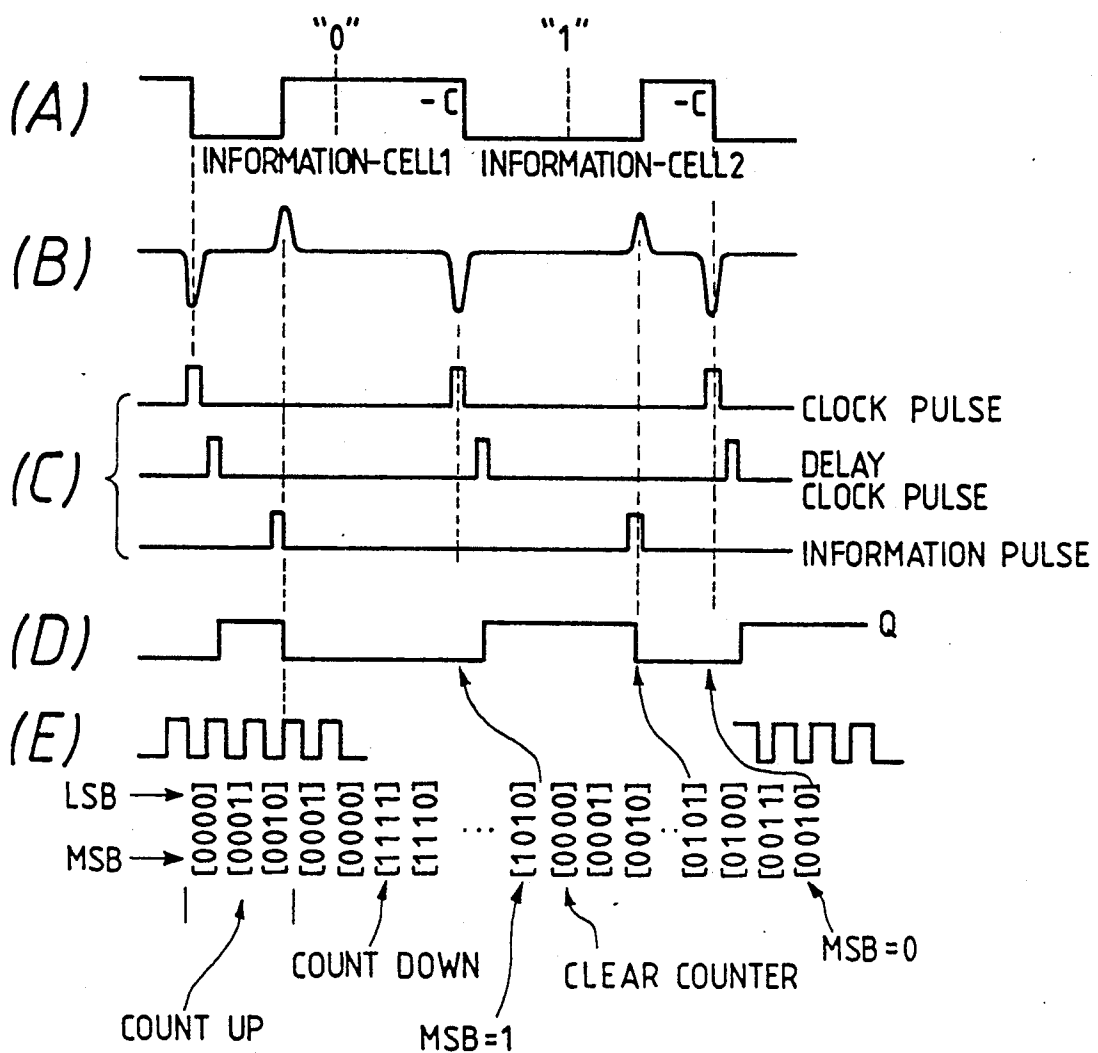 "0" "1"
(A) -C -C
INFORMATION-CELL1 INFORMATION-CELL2
(B)
CLOCK PULSE
(C) DELAY
CLOCK PULSE
INFORMATION PULSE
(D) Q
(E)
LSB
MSB
[0000] [0001] [0010] [0001] [0000] [1111] [1110] ... [1010] [0000] [0001] [0010] .. [0101] [0100] [0011] [0010]
COUNT DOWN CLEAR COUNTER MSB=0
COUNT UP MSB=1